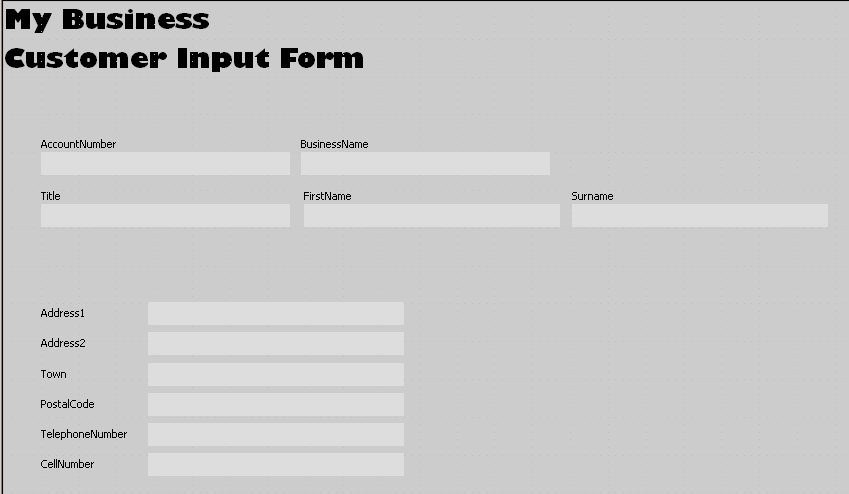 My Business
Customer Input Form
AccountNumber BusinessName
Title FirstName Surname
Address1
Address2
Town
PostalCode
TelephoneNumber
CellNumber